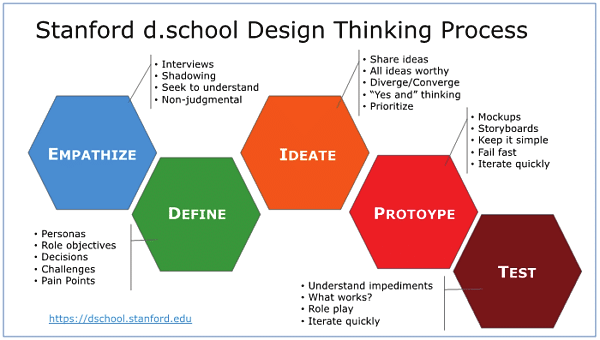 Stanford d.school Design Thinking Process
• Interviews
• Shadowing
• Seek to understand
• Non-judgmental
• Share ideas
• All ideas worthy
• Diverge/Converge
• “Yes and” thinking
• Prioritize
• Mockups
• Storyboards
• Keep it simple
• Fail fast
• Iterate quickly
EMPATHIZE
IDEATE
DEFINE
PROTOYPE
TEST
• Personas
• Role objectives
• Decisions
• Challenges
• Pain Points
• Understand impediments
• What works?
• Role play
• Iterate quickly
https://dschool.stanford.edu